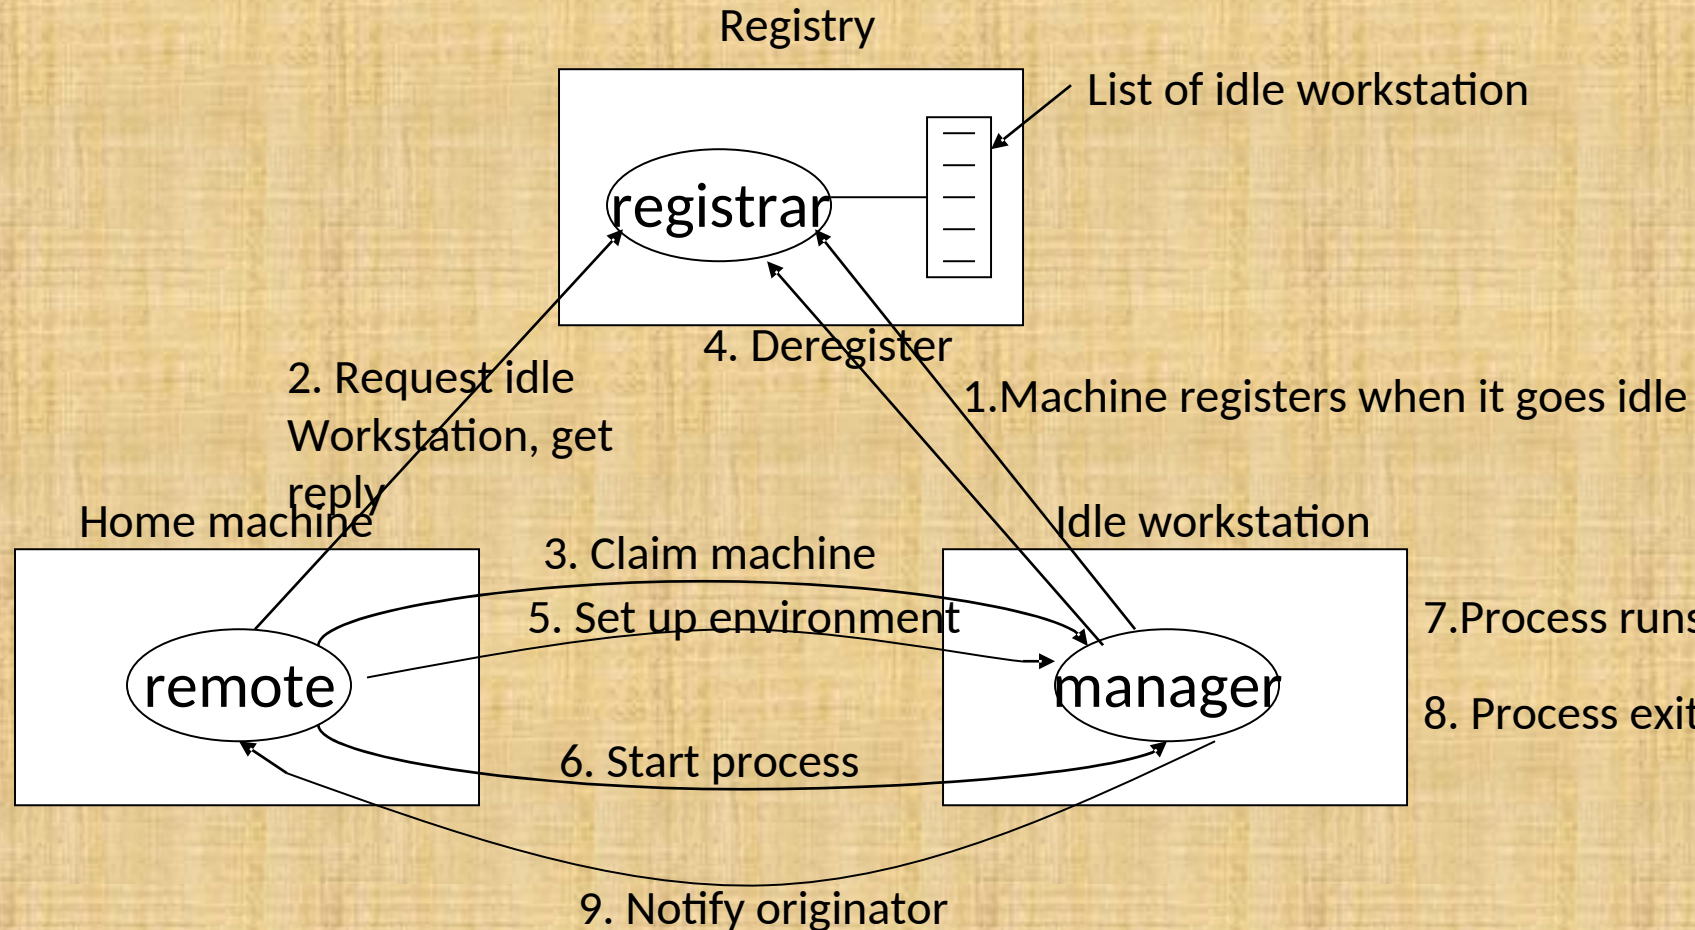 Registry
List of idle workstation
registrar
4. Deregister
2. Request idle
Workstation, get
reply
1.Machine registers when it goes idle
Home machine
Idle workstation
3. Claim machine
5. Set up environment
7.Process runs
remote
manager
8. Process exit
6. Start process
9. Notify originator